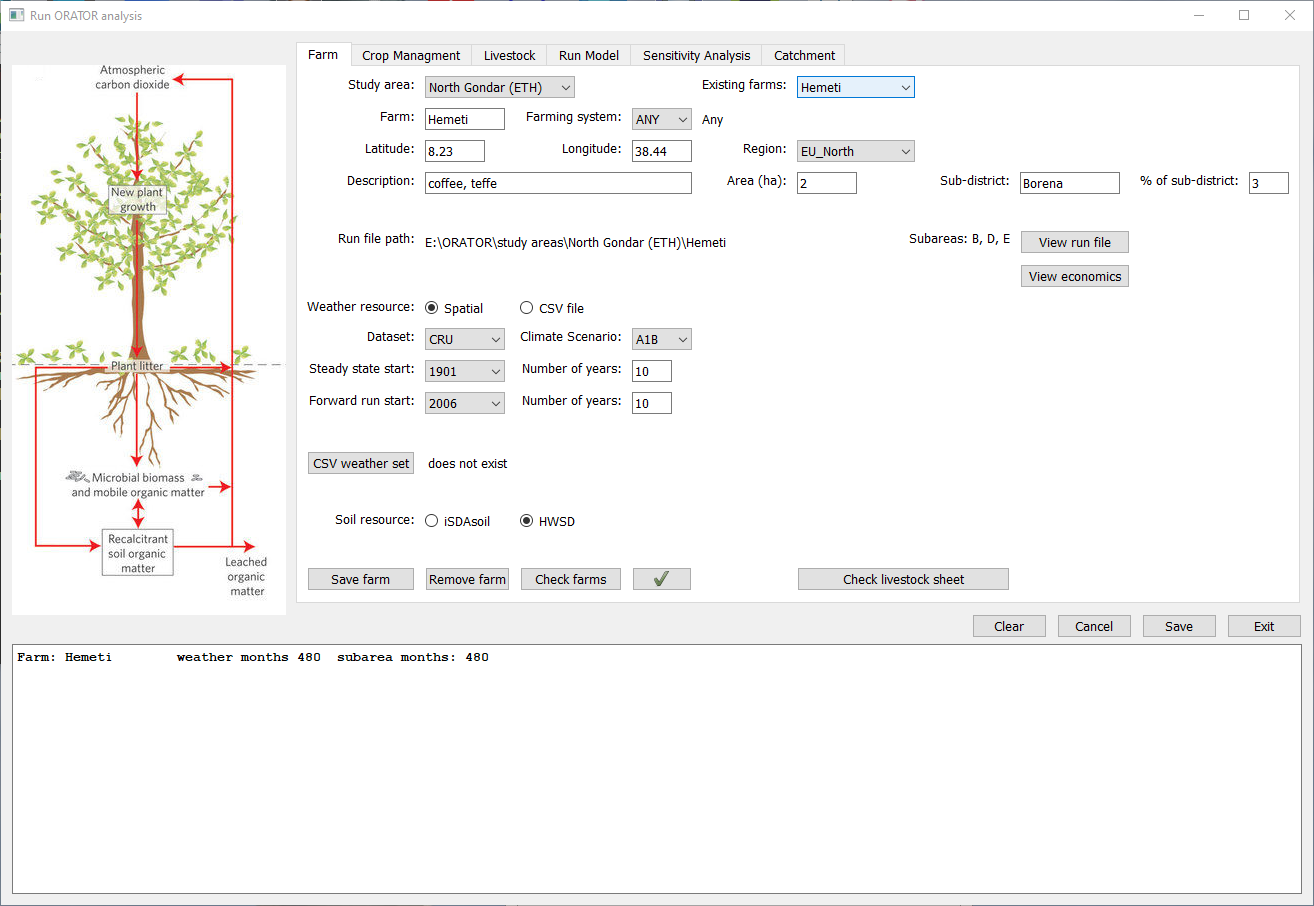 Run ORATOR analysis
Atmospheric
carbon dioxide
New plant
growth
Plant litter
Microbial biomass
and mobile organic matter
Recalcitrant
soil organic
matter
Leached
organic
matter
Farm Crop Managment Livestock Run Model Sensitivity Analysis Catchment
Study area: North Gondar (ETH) Existing farms: Hemeti
Farm: Hemeti Farming system: ANY Any
Latitude: 8.23 Longitude: 38.44 Region: EU_North
Description: coffee, teffe Area (ha): 2 Sub-district: Borena % of sub-district: 3
Run file path: E:\ORATOR\study areas\North Gondar (ETH)\Hemeti Subareas: B, D, E View run file
View economics
Weather resource: Spatial CSV file
Dataset: CRU Climate Scenario: A1B
Steady state start: 1901 Number of years: 10
Forward run start: 2006 Number of years: 10
CSV weather set does not exist
Soil resource: iSDAsoil HWSD
Save farm Remove farm Check farms Check livestock sheet
Clear Cancel Save Exit
Farm: Hemeti weather months 480 subarea months: 480